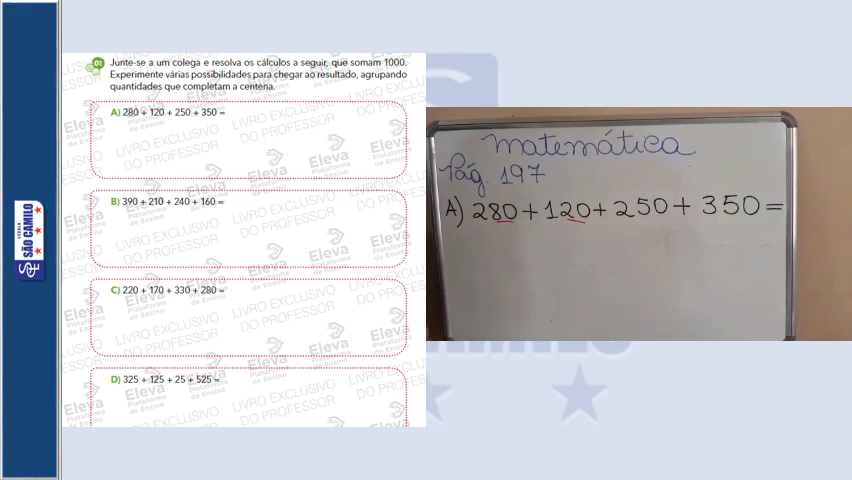 01 Junte-se a um colega e resolva os cálculos a seguir, que somam 1000.
Experimente várias possibilidades para chegar ao resultado, agrupando
quantidades que completam a centena.
A) 280 + 120 + 250 + 350 =
B) 390 + 210 + 240 + 160 =
C) 220 + 170 + 330 + 280 =
D) 325 + 125 + 25 + 525 =
LIVRO EXCLUSIVO
DO PROFESSOR
Eleva
Plataforma
de Ensino
SÃO CAMILO
matemática
Pág. 197
A) 280 + 120 + 250 + 350 =